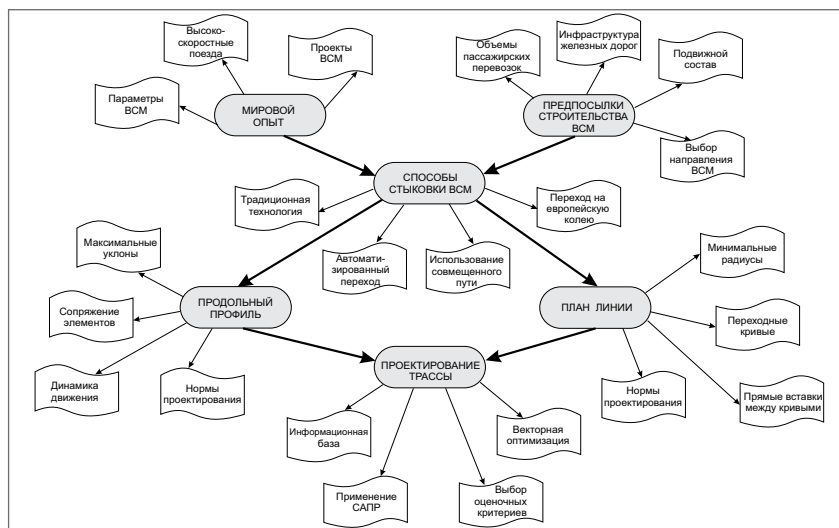 Высоко-
скоростные
поезда
Проекты
ВСМ
Параметры
ВСМ
МИРОВОЙ
ОПЫТ
Объемы
пассажирских
перевозок
Инфраструктура
железных дорог
Подвижной
состав
ПРЕДПОСЫЛКИ
СТРОИТЕЛЬСТВА
ВСМ
Выбор
направления
ВСМ
СПОСОБЫ
СТЫКОВКИ ВСМ
Традиционная
технология
Переход на
европейскую
колею
Автомати-
зированный
переход
Использование
совмещенного
пути
Максимальные
уклоны
Сопряжение
элементов
Динамика
движения
Нормы
проектирования
ПРОДОЛЬНЫЙ
ПРОФИЛЬ
ПЛАН ЛИНИИ
Минимальные
радиусы
Переходные
кривые
Прямые вставки
между кривыми
Нормы
проектирования
ПРОЕКТИРОВАНИЕ
ТРАССЫ
Информационная
база
Применение
САПР
Выбор
оценочных
критериев
Векторная
оптимизация